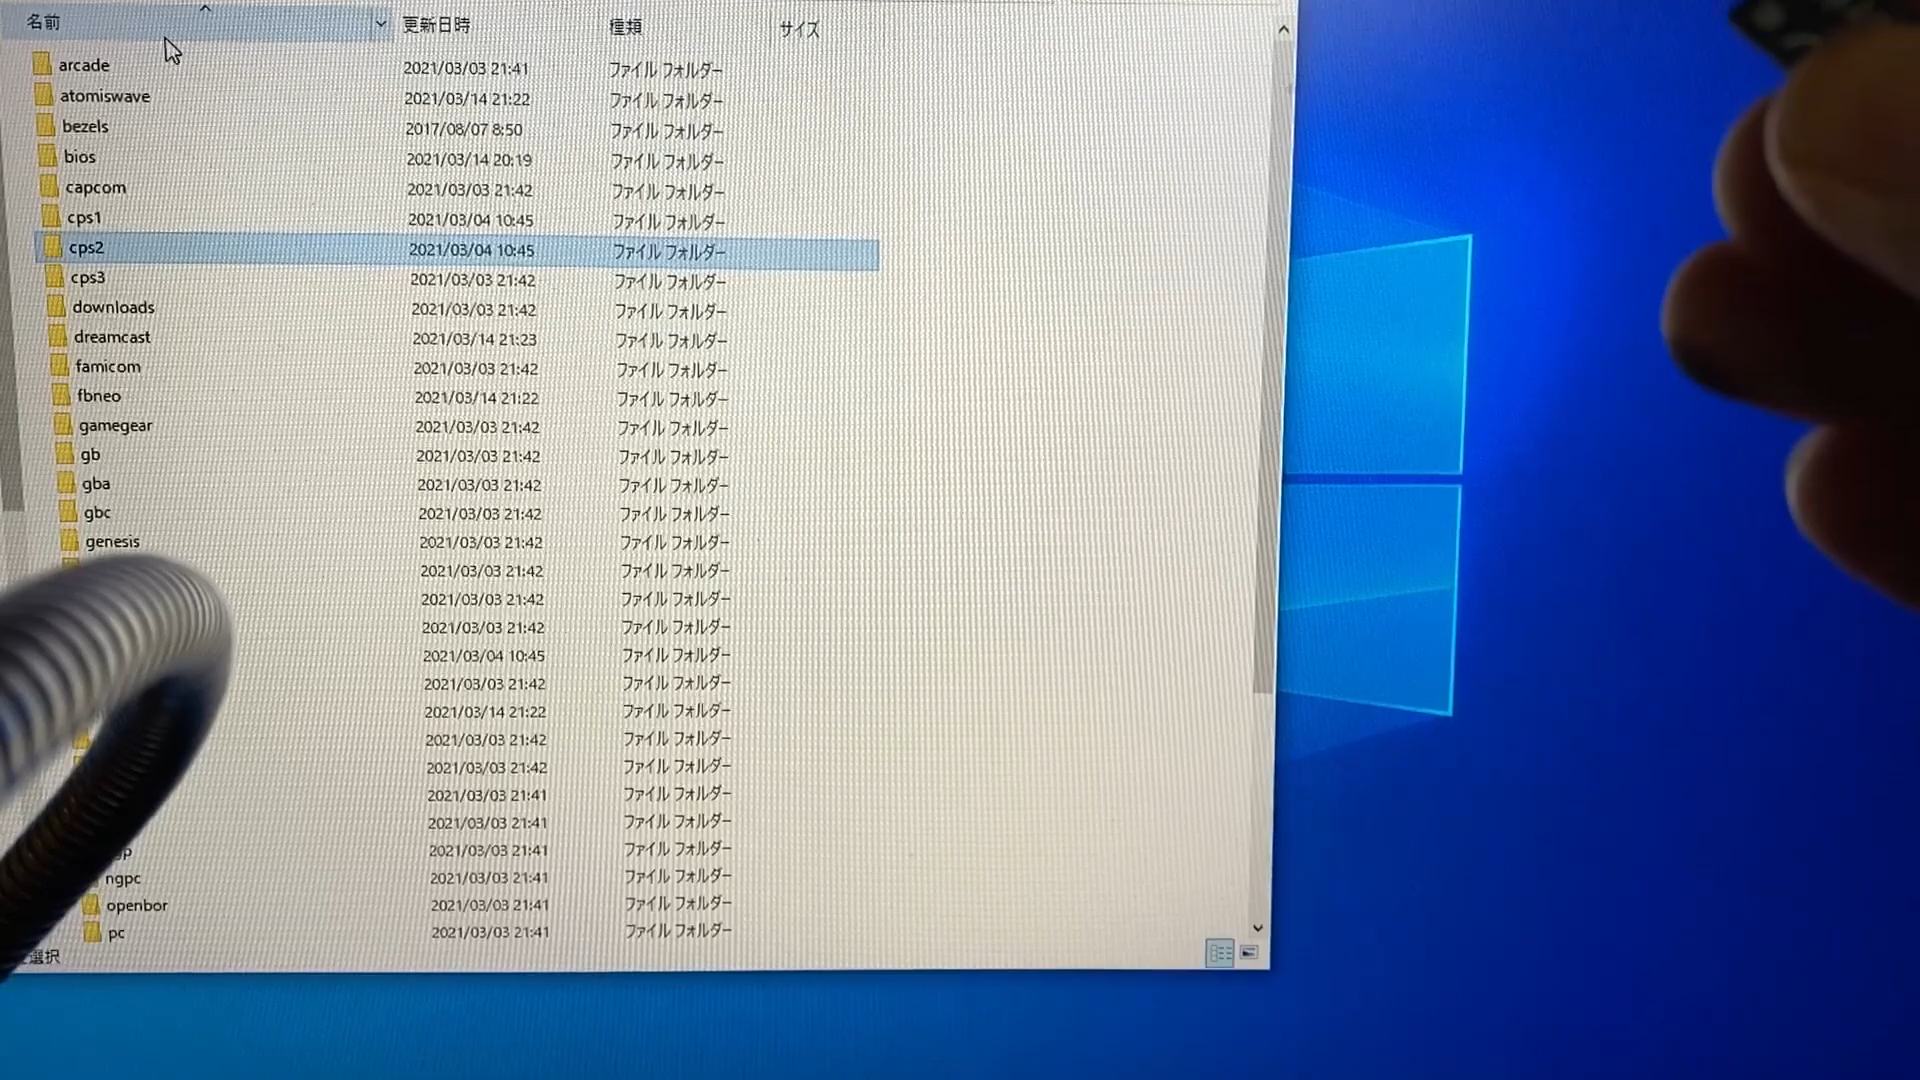 名前 更新日時 種類 サイズ
arcade 2021/03/03 21:41 ファイル フォルダー
atomiswave 2021/03/14 21:22 ファイル フォルダー
bezels 2017/08/07 8:50 ファイル フォルダー
bios 2021/03/14 20:19 ファイル フォルダー
capcom 2021/03/03 21:42 ファイル フォルダー
cps1 2021/03/04 10:45 ファイル フォルダー
cps2 2021/03/04 10:45 ファイル フォルダー
cps3 2021/03/03 21:42 ファイル フォルダー
downloads 2021/03/03 21:42 ファイル フォルダー
dreamcast 2021/03/14 21:23 ファイル フォルダー
famicom 2021/03/03 21:42 ファイル フォルダー
fbneo 2021/03/14 21:22 ファイル フォルダー
gamegear 2021/03/03 21:42 ファイル フォルダー
gb 2021/03/03 21:42 ファイル フォルダー
gba 2021/03/03 21:42 ファイル フォルダー
gbc 2021/03/03 21:42 ファイル フォルダー
genesis 2021/03/03 21:42 ファイル フォルダー
2021/03/03 21:42 ファイル フォルダー
2021/03/03 21:42 ファイル フォルダー
2021/03/03 21:42 ファイル フォルダー
2021/03/04 10:45 ファイル フォルダー
2021/03/03 21:42 ファイル フォルダー
2021/03/14 21:22 ファイル フォルダー
2021/03/03 21:42 ファイル フォルダー
2021/03/03 21:42 ファイル フォルダー
2021/03/03 21:41 ファイル フォルダー
2021/03/03 21:41 ファイル フォルダー
2021/03/03 21:41 ファイル フォルダー
ngpc 2021/03/03 21:41 ファイル フォルダー
openbor 2021/03/03 21:41 ファイル フォルダー
pc 2021/03/03 21:41 ファイル フォルダー
選択